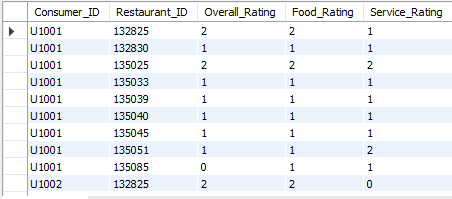 Consumer_ID Restaurant_ID Overall_Rating Food_Rating Service_Rating
U1001 132825 2 2 1
U1001 132830 1 1 1
U1001 135025 2 2 2
U1001 135033 1 1 1
U1001 135039 1 1 1
U1001 135040 1 1 1
U1001 135045 1 1 1
U1001 135051 1 1 2
U1001 135085 0 1 1
U1002 132825 2 2 0